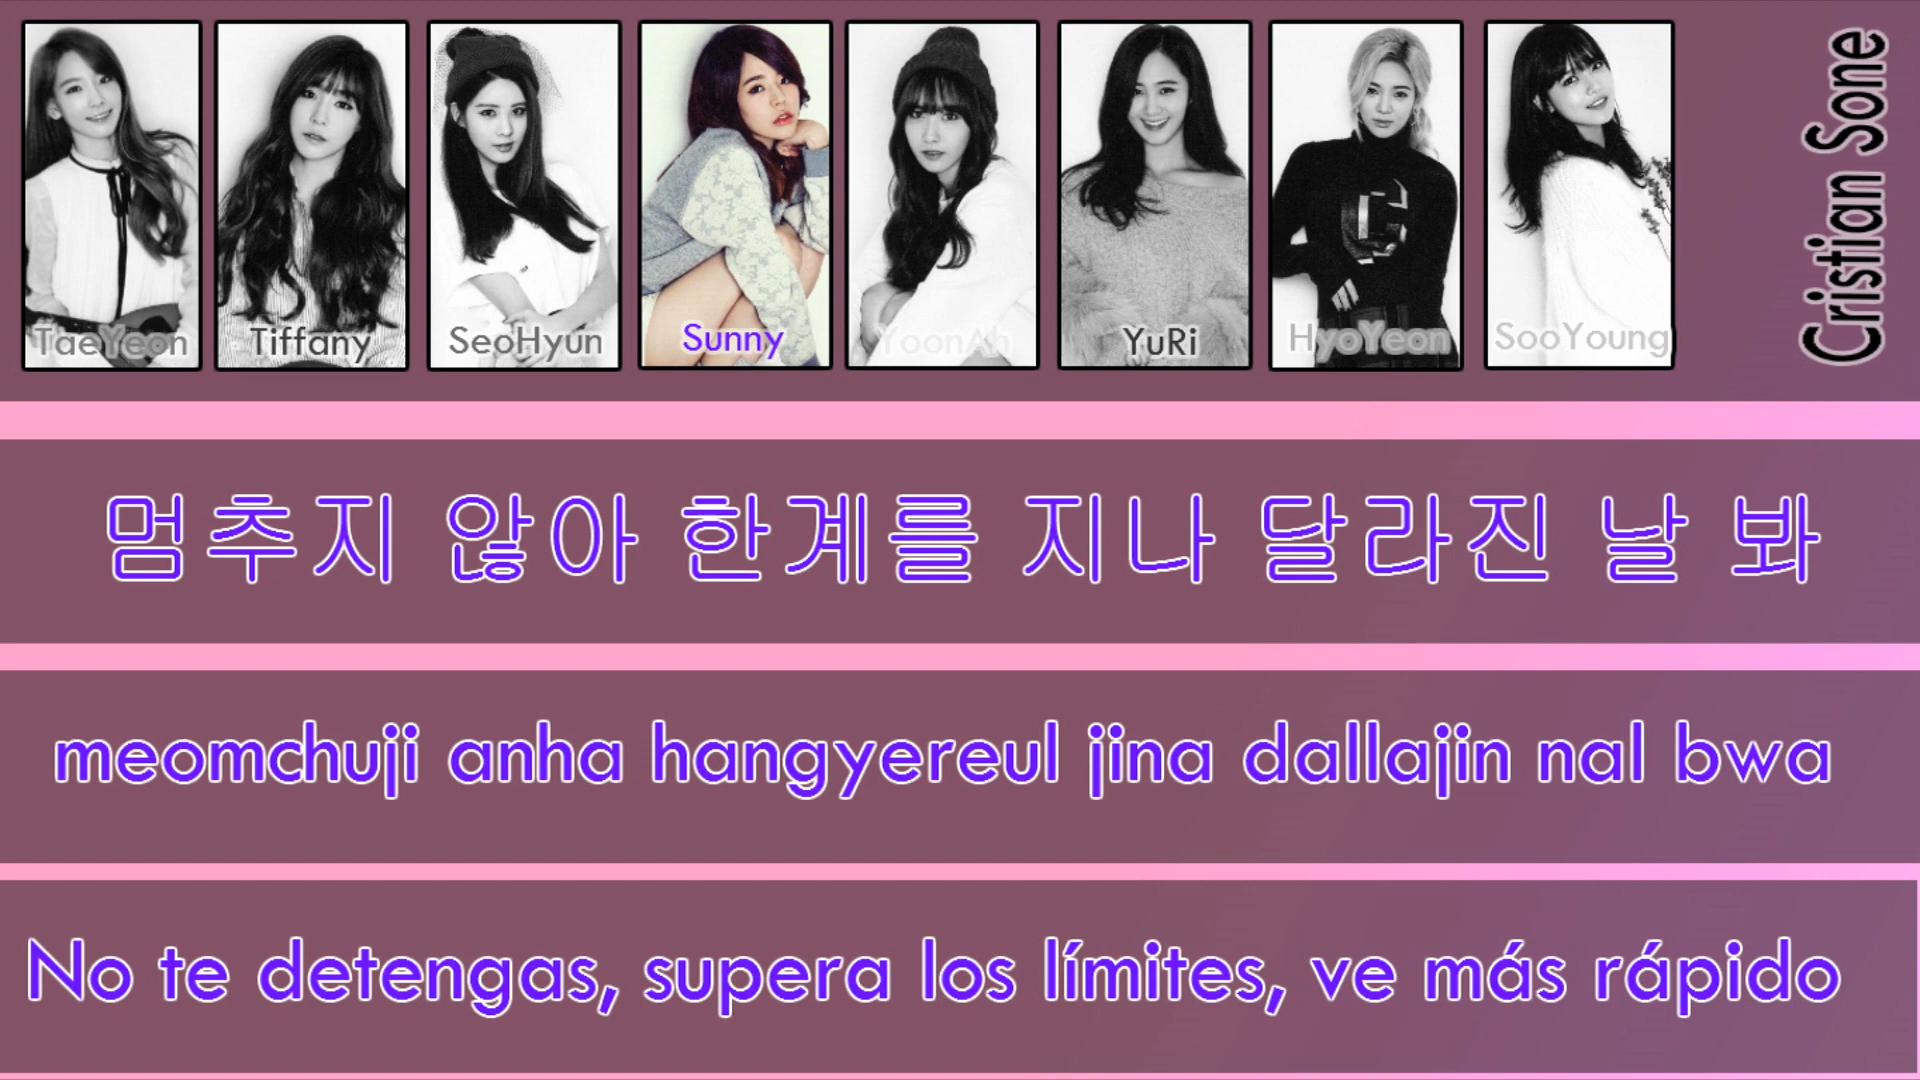 TaeYeon
Tiffany
SeoHyun
Sunny
YoonAh
YuRi
HyoYeon
SooYoung
Cristian Sone
멈추지 않아 한계를 지나 달라진 날 봐
meomchuji anha hangyereul jina dallajin nal bwa
No te detengas, supera los límites, ve más rápido